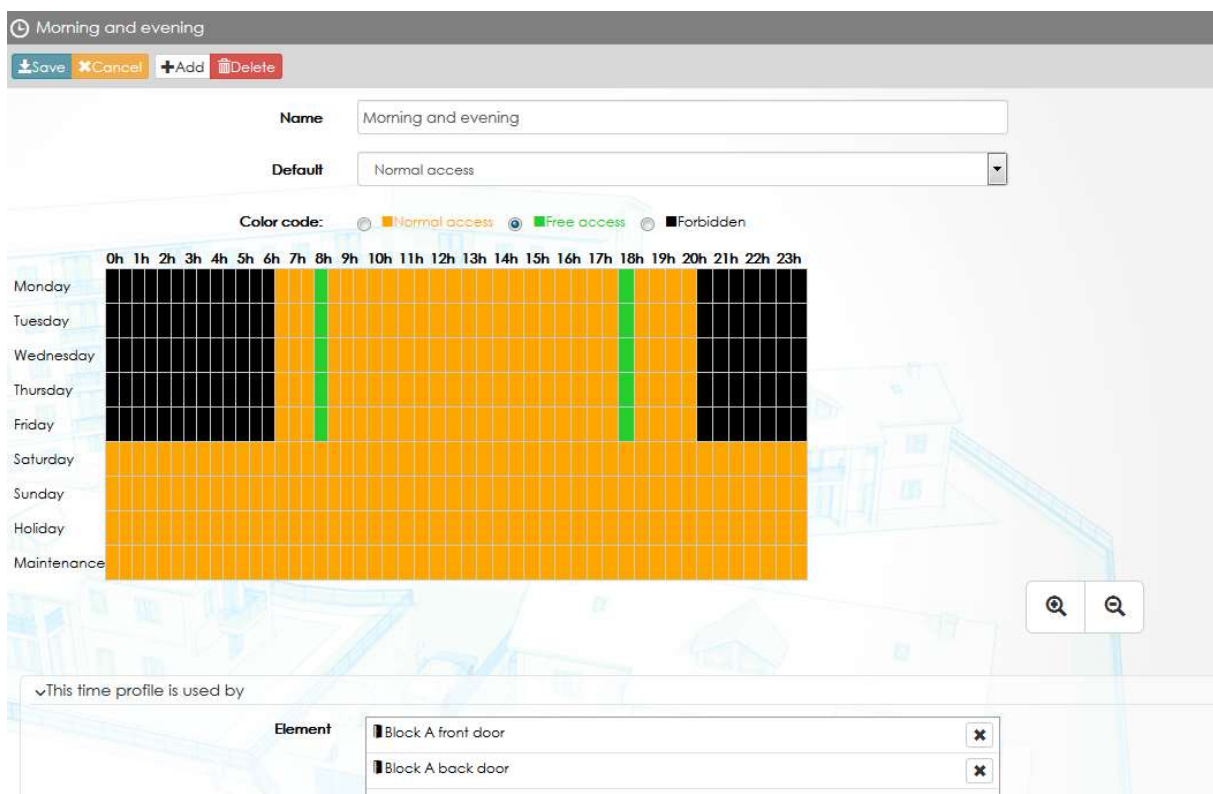 Morning and evening
Save Cancel Add Delete
Name Morning and evening
Default Normal access
Color code: Normal access Free access Forbidden
0h 1h 2h 3h 4h 5h 6h 7h 8h 9h 10h 11h 12h 13h 14h 15h 16h 17h 18h 19h 20h 21h 22h 23h
Monday
Tuesday
Wednesday
Thursday
Friday
Saturday
Sunday
Holiday
Maintenance
This time profile is used by
Element Block A front door
Block A back door